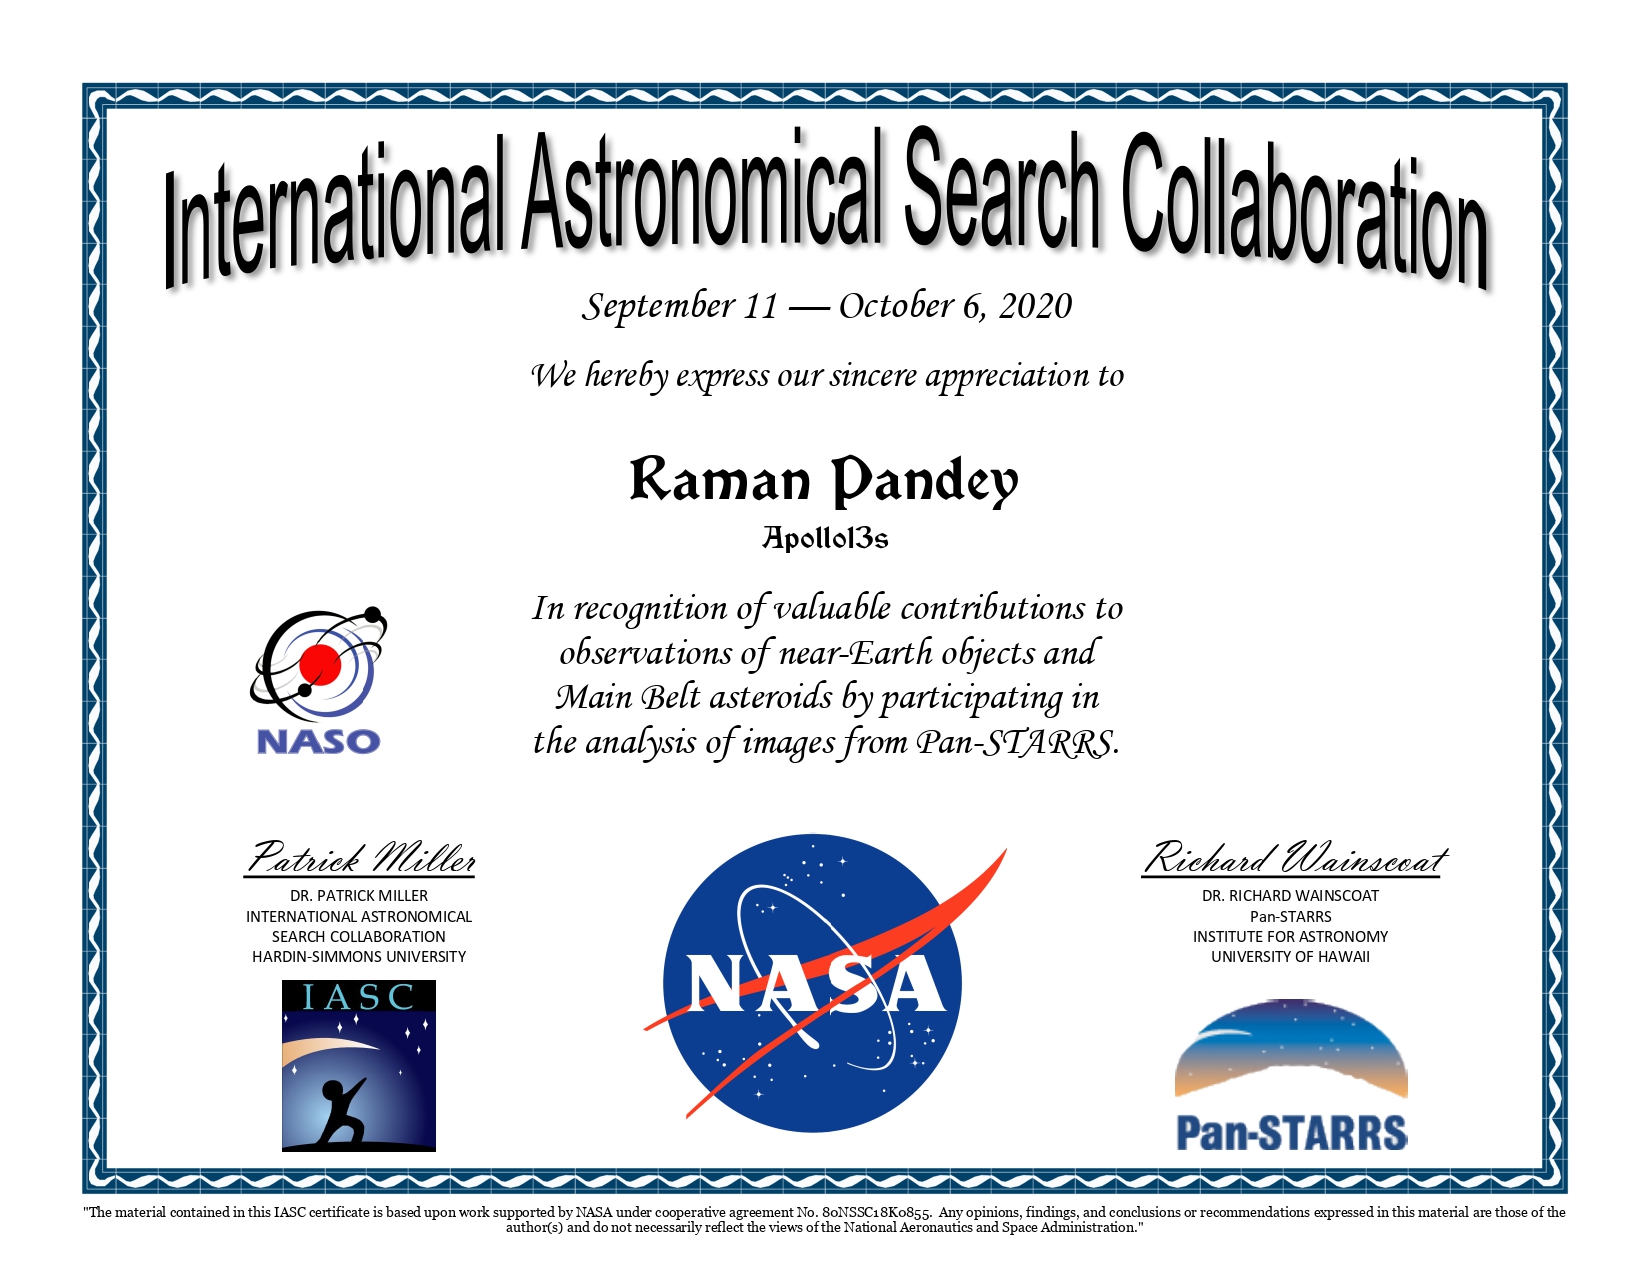 International Astronomical Search Collaboration
September 11 — October 6, 2020
We hereby express our sincere appreciation to
Raman Pandey
Apollo13s
In recognition of valuable contributions to
observations of near-Earth objects and
Main Belt asteroids by participating in
the analysis of images from Pan-STARRS.
NASO
Patrick Miller
DR. PATRICK MILLER
INTERNATIONAL ASTRONOMICAL
SEARCH COLLABORATION
HARDIN-SIMMONS UNIVERSITY
IASC
NASA
Richard Wainscoat
DR. RICHARD WAINSCOAT
Pan-STARRS
INSTITUTE FOR ASTRONOMY
UNIVERSITY OF HAWAII
Pan-STARRS
"The material contained in this IASC certificate is based upon work supported by NASA under cooperative agreement No. 80NSSC18K0855.  Any opinions, findings, and conclusions or recommendations expressed in this material are those of the
author(s) and do not necessarily reflect the views of the National Aeronautics and Space Administration."